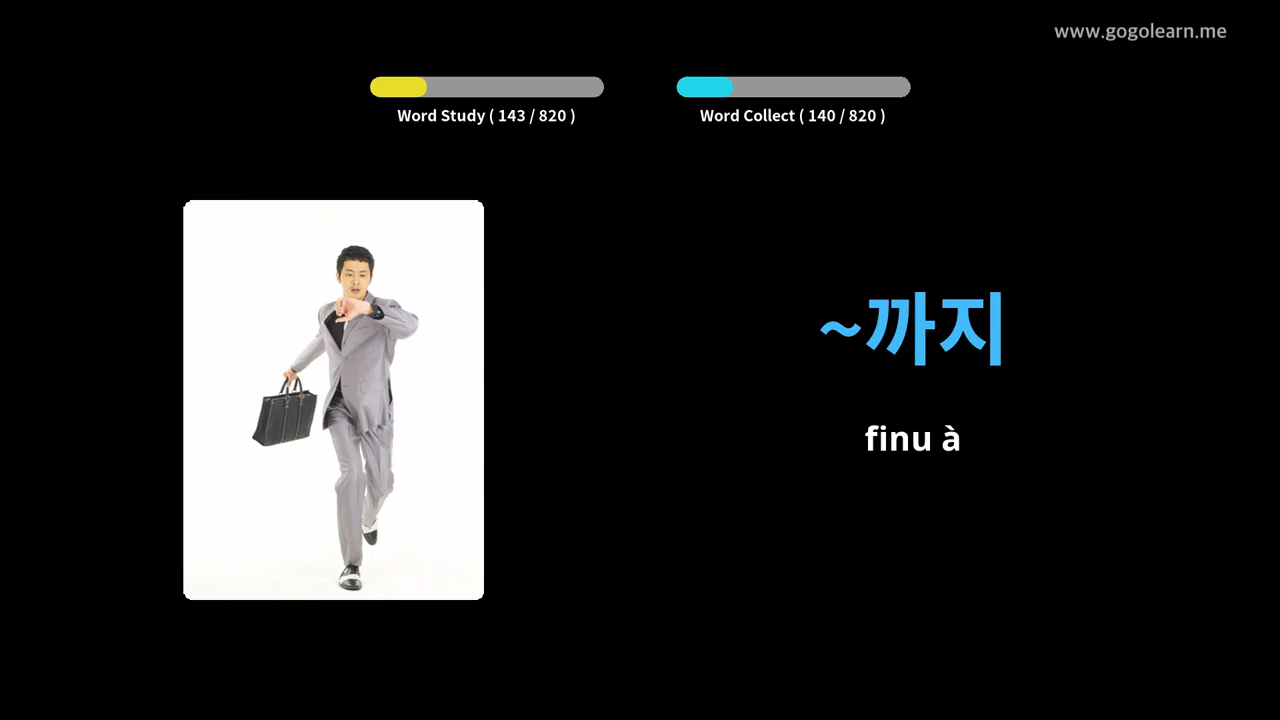 www.gogolearn.me
Word Study ( 143 / 820 )
Word Collect ( 140 / 820 )
~까지
finu à